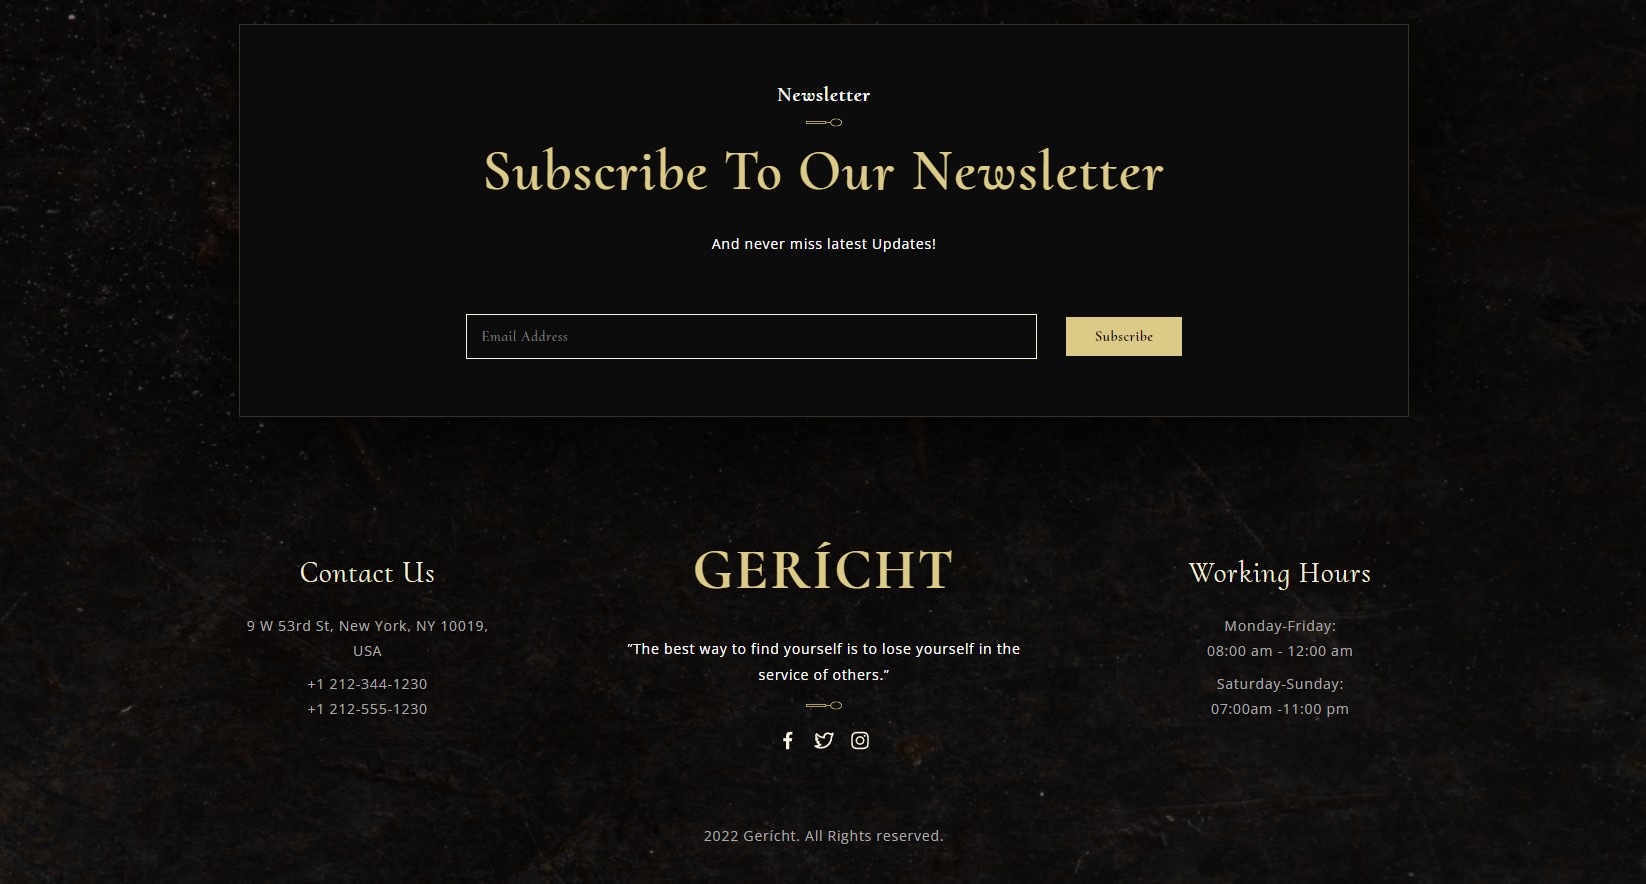 Newsletter
Subscribe To Our Newsletter
And never miss latest Updates!
Email Address
Subscribe
Contact Us
9 W 53rd St, New York, NY 10019,
USA
+1 212-344-1230
+1 212-555-1230
GERÍCHT
"The best way to find yourself is to lose yourself in the
service of others.”
Working Hours
Monday-Friday:
08:00 am - 12:00 am
Saturday-Sunday:
07:00am -11:00 pm
2022 Gerícht. All Rights reserved.